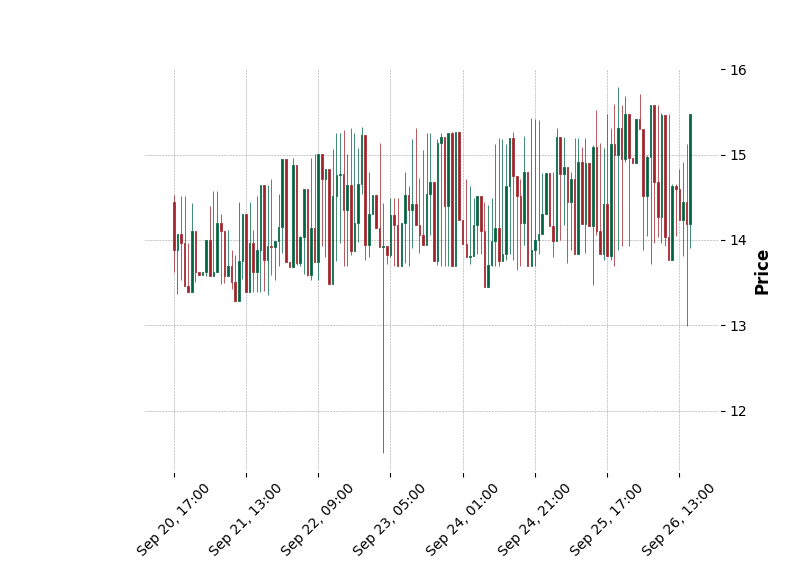 16
15
14
13
12
Price
Sep 20, 17:00
Sep 21, 13:00
Sep 22, 09:00
Sep 23, 05:00
Sep 24, 01:00
Sep 24, 21:00
Sep 25, 17:00
Sep 26, 13:00